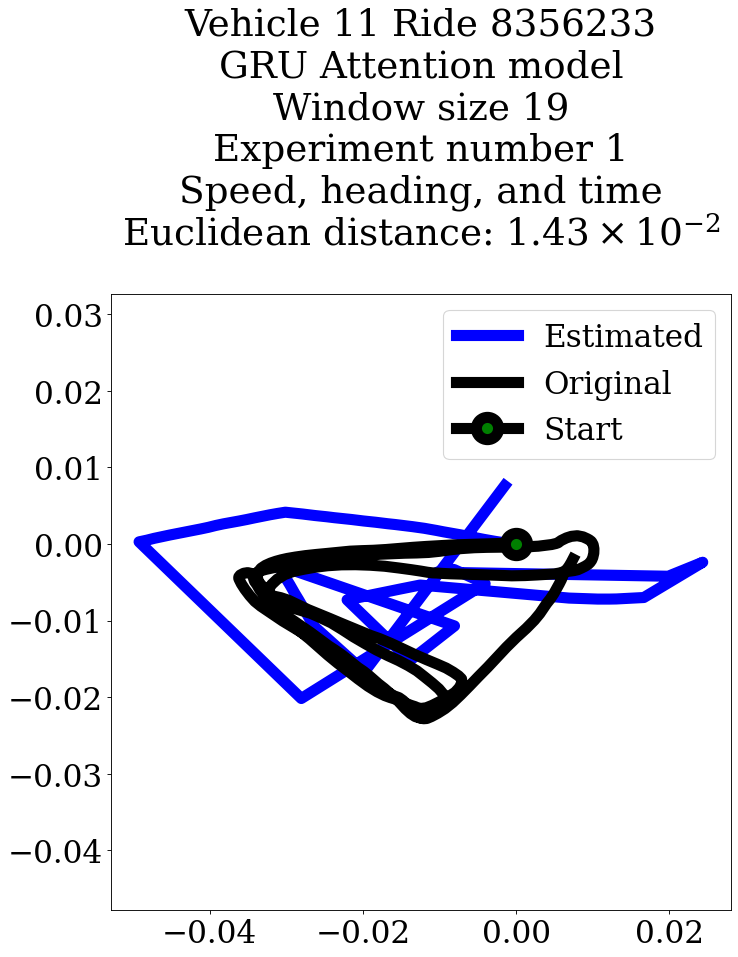 Vehicle 11 Ride 8356233
GRU Attention model
Window size 19
Experiment number 1
Speed, heading, and time
Euclidean distance: 1.43 × 10⁻²
Estimated
Original
Start
0.03
0.02
0.01
0.00
−0.01
−0.02
−0.03
−0.04
−0.04 −0.02 0.00 0.02